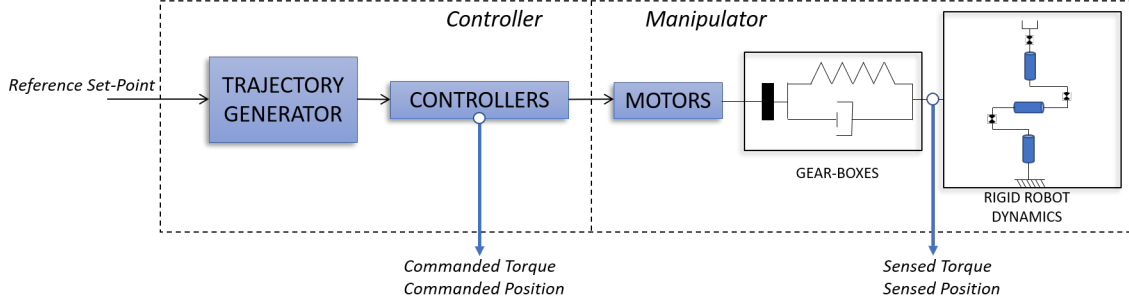 Controller
Manipulator
Reference Set-Point
TRAJECTORY
GENERATOR
CONTROLLERS
MOTORS
GEAR-BOXES
RIGID ROBOT
DYNAMICS
Commanded Torque
Commanded Position
Sensed Torque
Sensed Position